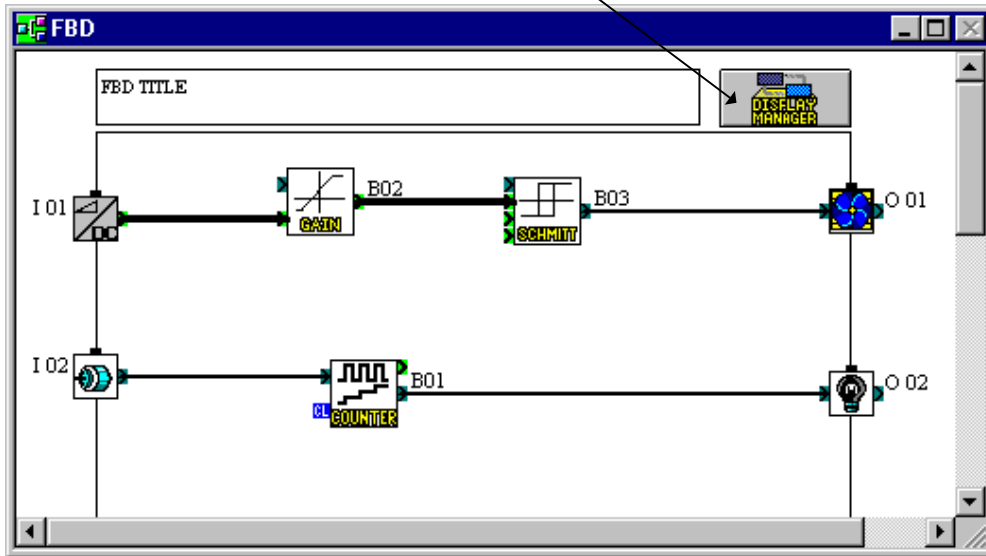 FBD
FBD TITLE
DISPLAY
MANAGER
I 01
DC
GAIN
B02
SCHMITT
B03
O 01
I 02
CL
COUNTER
B01
O 02